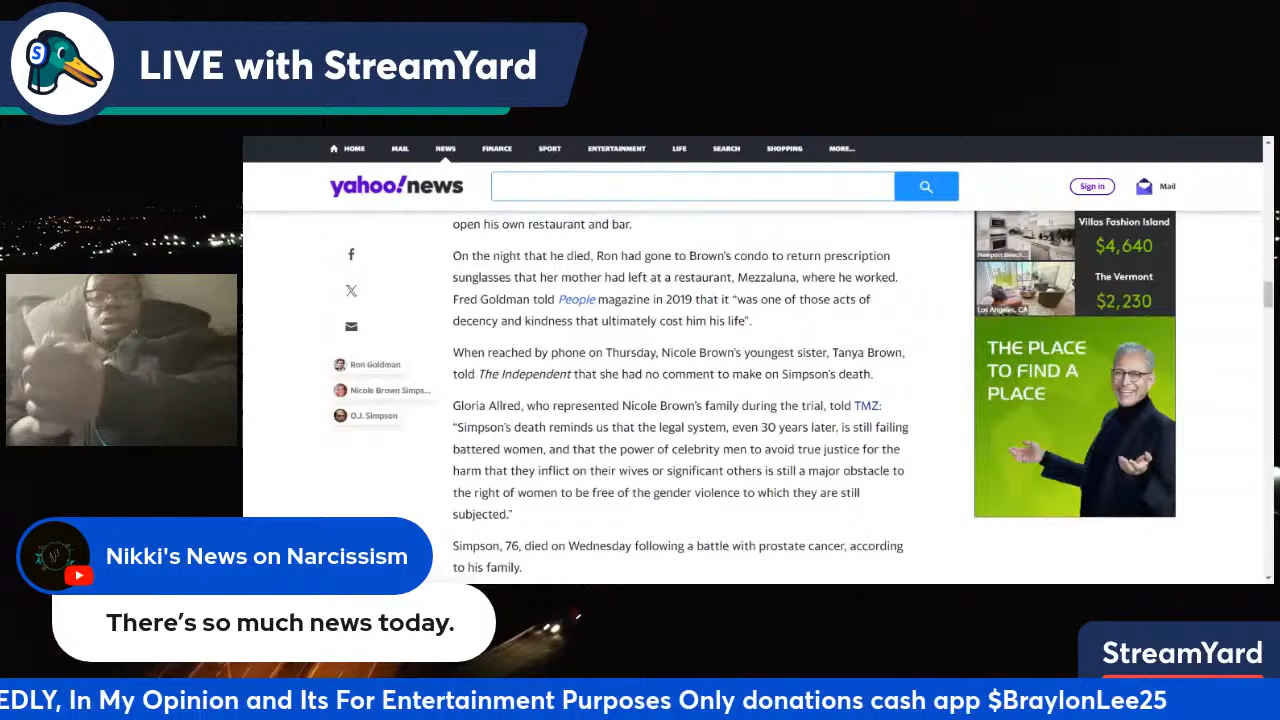 LIVE with StreamYard
HOME MAIL NEWS FINANCE SPORT ENTERTAINMENT LIFE SEARCH SHOPPING MORE...
yahoo!news
Sign in
Mail
open his own restaurant and bar.
On the night that he died, Ron had gone to Brown's condo to return prescription
sunglasses that her mother had left at a restaurant, Mezzaluna, where he worked.
Fred Goldman told People magazine in 2019 that it “was one of those acts of
decency and kindness that ultimately cost him his life”.
When reached by phone on Thursday, Nicole Brown's youngest sister, Tanya Brown,
told The Independent that she had no comment to make on Simpson's death.
Gloria Allred, who represented Nicole Brown's family during the trial, told TMZ:
“Simpson's death reminds us that the legal system, even 30 years later, is still failing
battered women, and that the power of celebrity men to avoid true justice for the
harm that they inflict on their wives or significant others is still a major obstacle to
the right of women to be free of the gender violence to which they are still
subjected.”
Simpson, 76, died on Wednesday following a battle with prostate cancer, according
to his family.
Ron Goldman
Nicole Brown Simps...
O.J. Simpson
Villas Fashion Island
$4,640
Newport Beach...
The Vermont
$2,230
Los Angeles, CA
THE PLACE
TO FIND A
PLACE
Nikki's News on Narcissism
There’s so much news today.
StreamYard
EDLY, In My Opinion and Its For Entertainment Purposes Only donations cash app $BraylonLee25